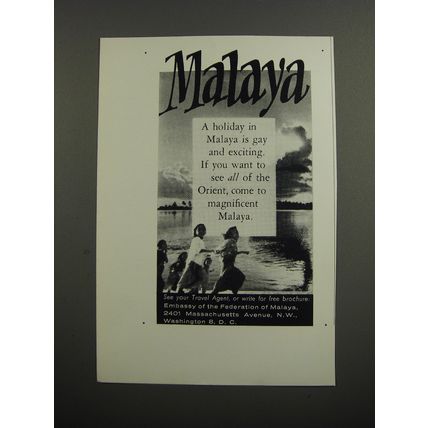 Malaya
A holiday in
Malaya is gay
and exciting.
If you want to
see all of the
Orient, come to
magnificent
Malaya.
See your Travel Agent, or write for free brochure.
Embassy of the Federation of Malaya,
2401 Massachusetts Avenue, N.W.,
Washington 8, D. C.